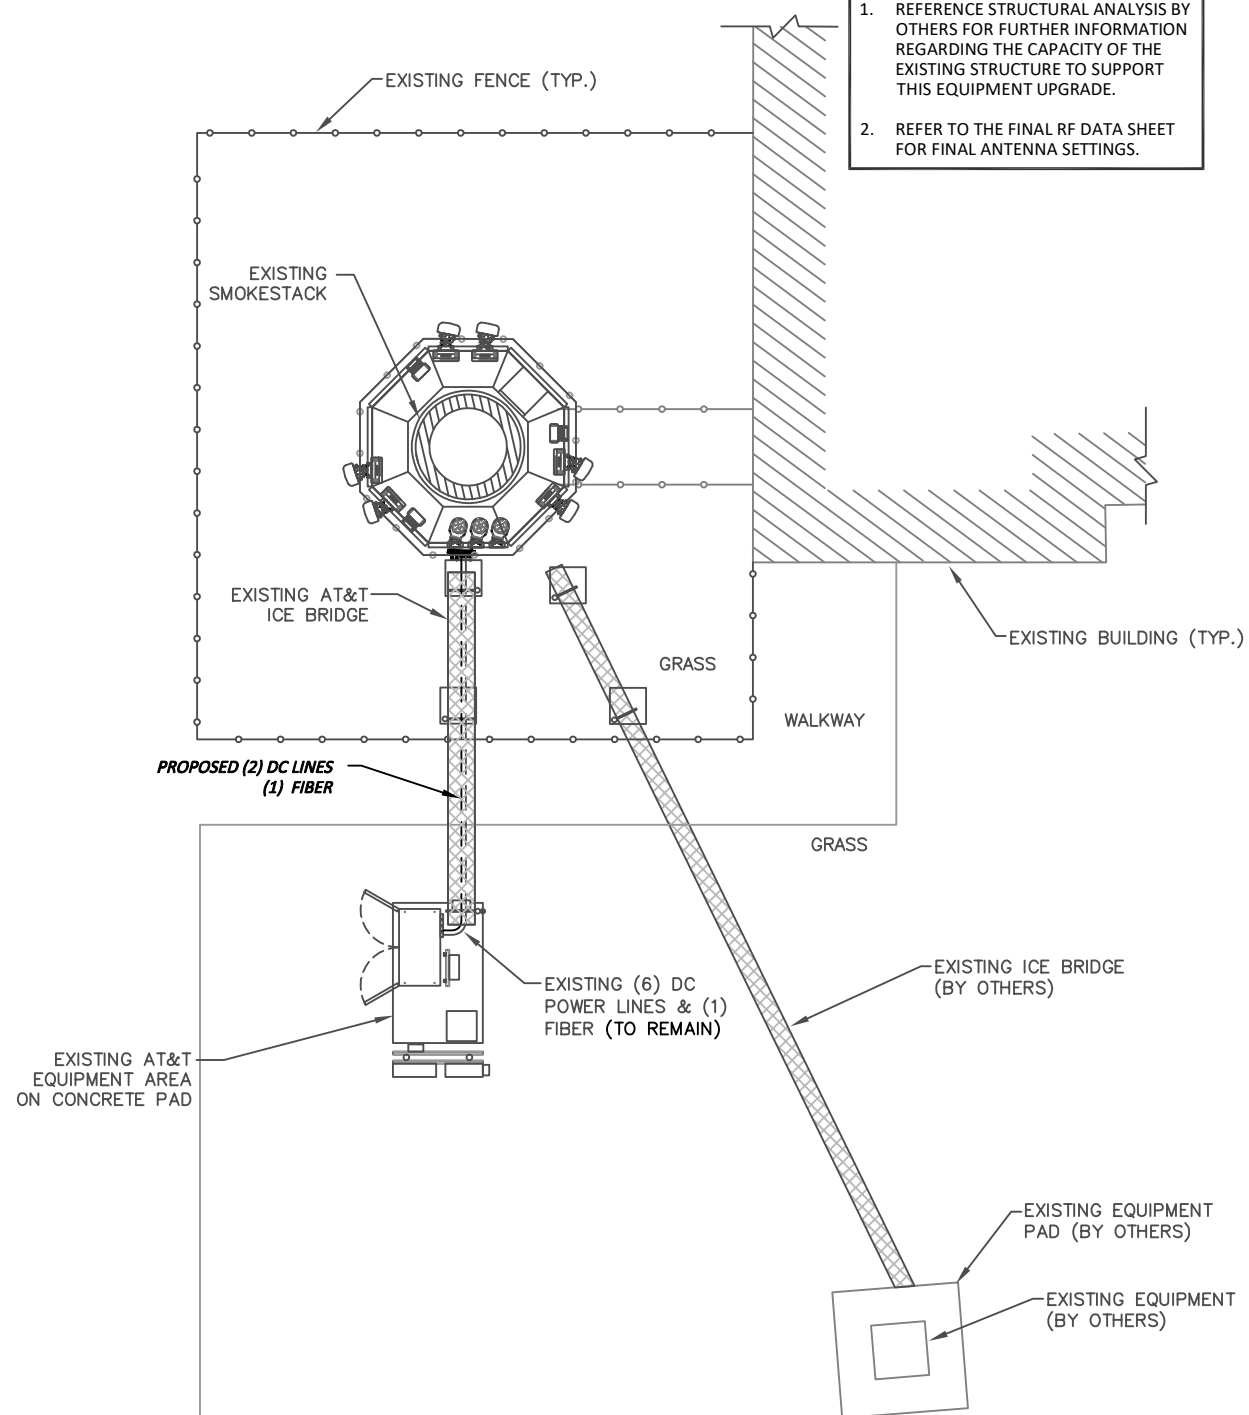 1. REFERENCE STRUCTURAL ANALYSIS BY
OTHERS FOR FURTHER INFORMATION
REGARDING THE CAPACITY OF THE
EXISTING STRUCTURE TO SUPPORT
THIS EQUIPMENT UPGRADE.
2. REFER TO THE FINAL RF DATA SHEET
FOR FINAL ANTENNA SETTINGS.
EXISTING FENCE (TYP.)
EXISTING
SMOKESTACK
EXISTING AT&T
ICE BRIDGE
EXISTING BUILDING (TYP.)
GRASS
WALKWAY
PROPOSED (2) DC LINES
(1) FIBER
GRASS
EXISTING (6) DC
POWER LINES & (1)
FIBER (TO REMAIN)
EXISTING ICE BRIDGE
(BY OTHERS)
EXISTING AT&T
EQUIPMENT AREA
ON CONCRETE PAD
EXISTING EQUIPMENT
PAD (BY OTHERS)
EXISTING EQUIPMENT
(BY OTHERS)